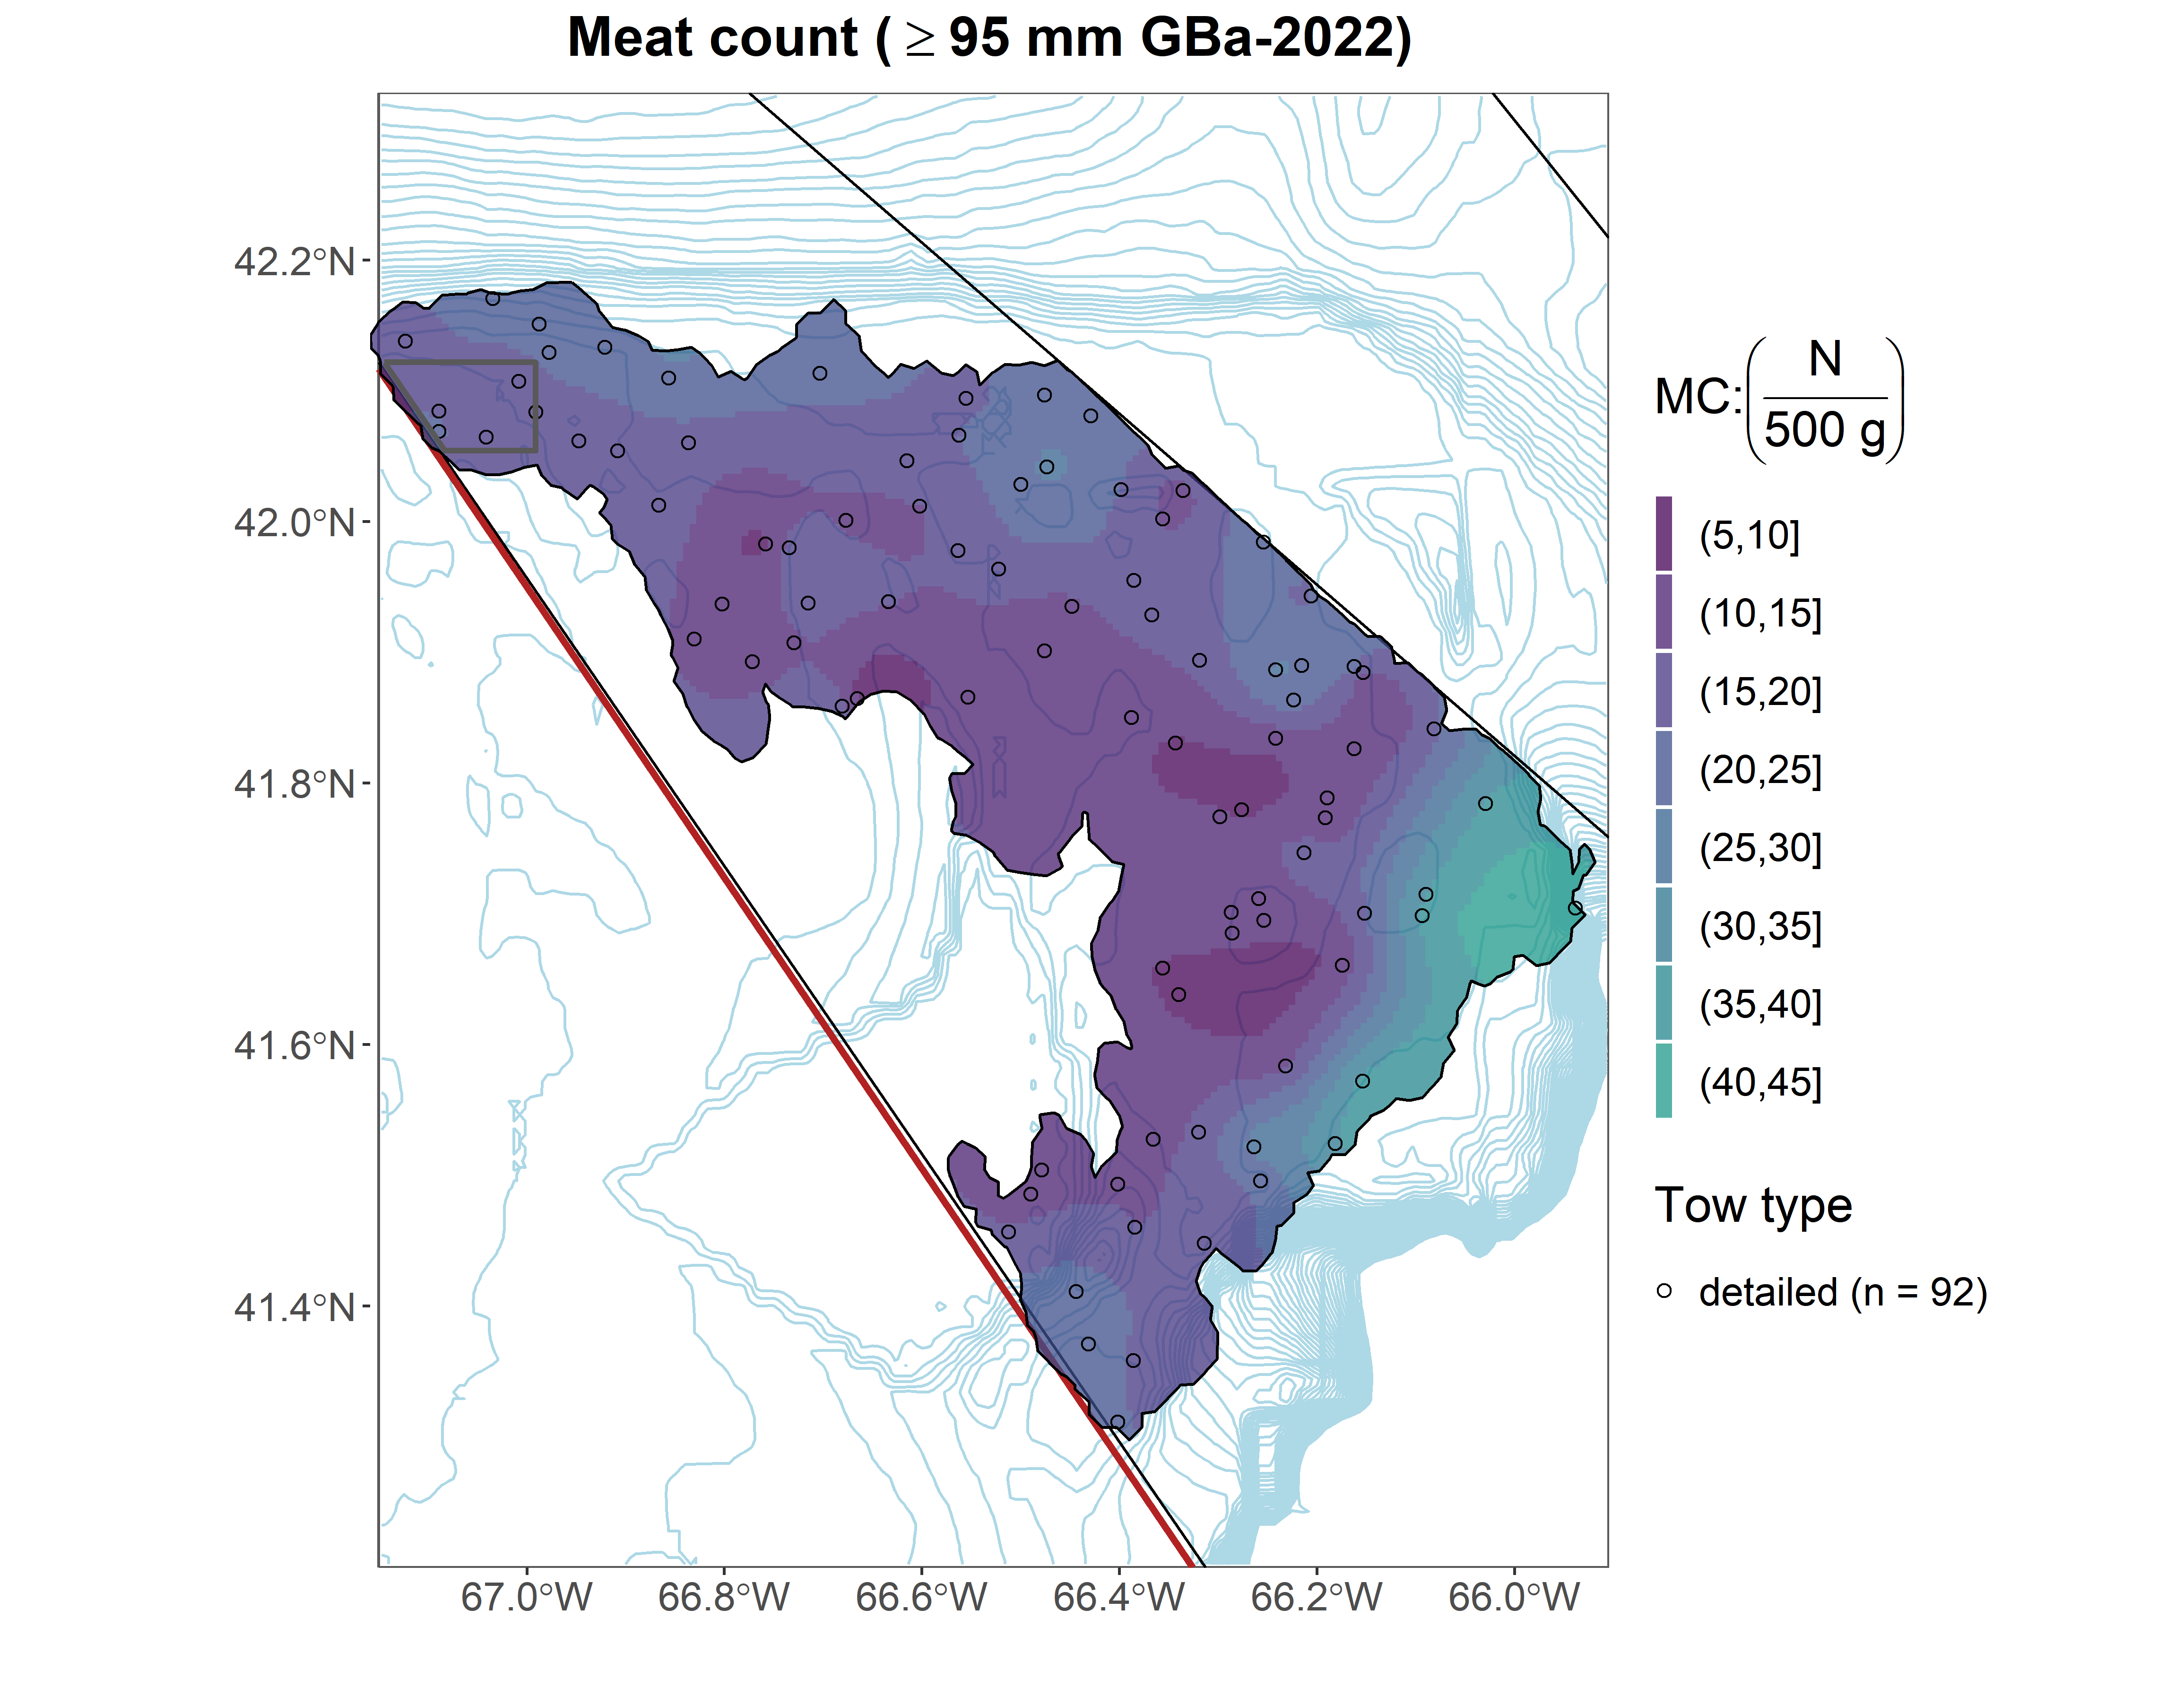 Meat count ( ≥ 95 mm GBa-2022)
42.2°N
42.0°N
41.8°N
41.6°N
41.4°N
67.0°W
66.8°W
66.6°W
66.4°W
66.2°W
66.0°W
MC:(N
500 g)
(5,10]
(10,15]
(15,20]
(20,25]
(25,30]
(30,35]
(35,40]
(40,45]
Tow type
detailed (n = 92)